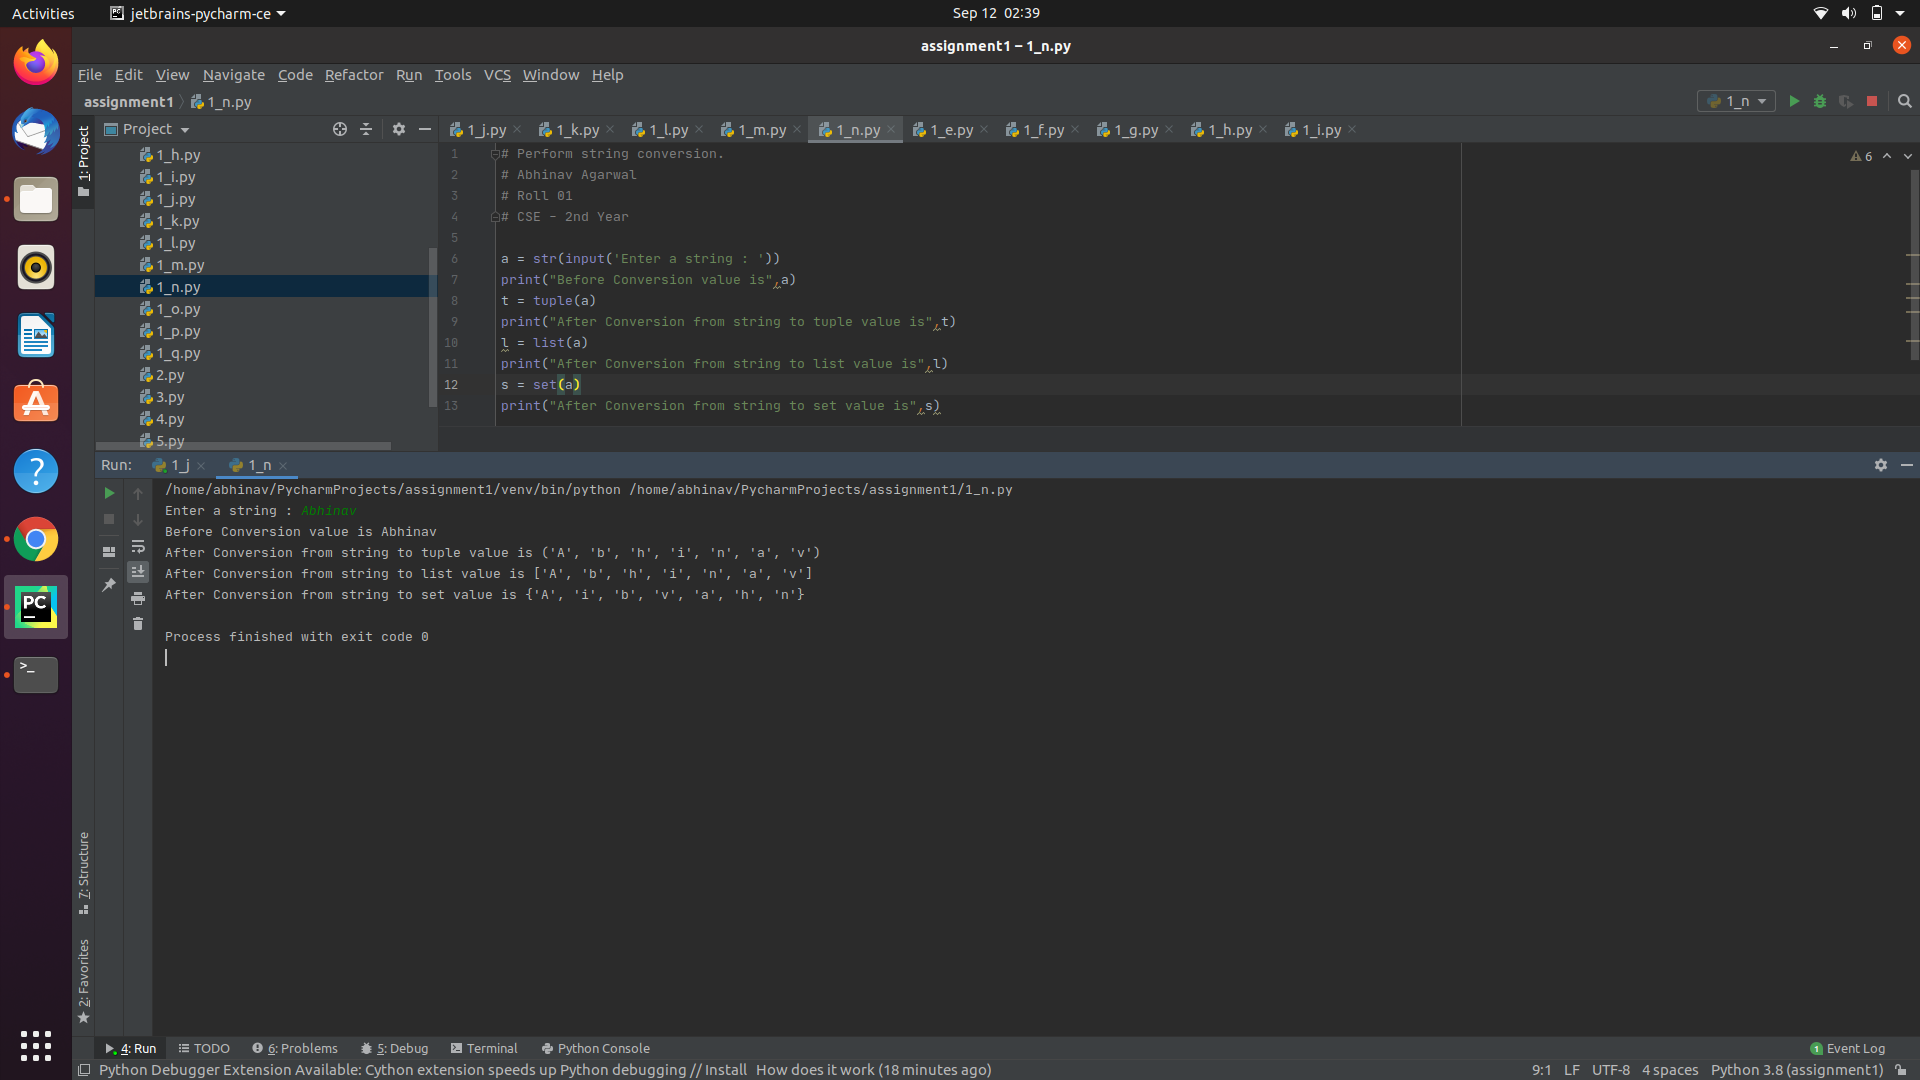 Activities jetbrains-pycharm-ce Sep 12 02:39
assignment1 – 1_n.py
File Edit View Navigate Code Refactor Run Tools VCS Window Help
assignment1 1_n.py 1_n
Project 1_j.py 1_k.py 1_l.py 1_m.py 1_n.py 1_e.py 1_f.py 1_g.py 1_h.py 1_i.py
1: Project
1_h.py
1_i.py
1_j.py
1_k.py
1_l.py
1_m.py
1_n.py
1_o.py
1_p.py
1_q.py
2.py
3.py
4.py
5.py
6
1 # Perform string conversion.
2 # Abhinav Agarwal
3 # Roll 01
4 # CSE - 2nd Year
5
6 a = str(input('Enter a string : '))
7 print("Before Conversion value is",a)
8 t = tuple(a)
9 print("After Conversion from string to tuple value is",t)
10 l = list(a)
11 print("After Conversion from string to list value is",l)
12 s = set(a)
13 print("After Conversion from string to set value is",s)
Run: 1_j 1_n
/home/abhinav/PycharmProjects/assignment1/venv/bin/python /home/abhinav/PycharmProjects/assignment1/1_n.py
Enter a string : Abhinav
Before Conversion value is Abhinav
After Conversion from string to tuple value is ('A', 'b', 'h', 'i', 'n', 'a', 'v')
After Conversion from string to list value is ['A', 'b', 'h', 'i', 'n', 'a', 'v']
After Conversion from string to set value is {'A', 'i', 'b', 'v', 'a', 'h', 'n'}
Process finished with exit code 0
PC
>_
7: Structure
2: Favorites
4: Run TODO 6: Problems 5: Debug Terminal Python Console 1 Event Log
Python Debugger Extension Available: Cython extension speeds up Python debugging // Install How does it work (18 minutes ago) 9:1 LF UTF-8 4 spaces Python 3.8 (assignment1)